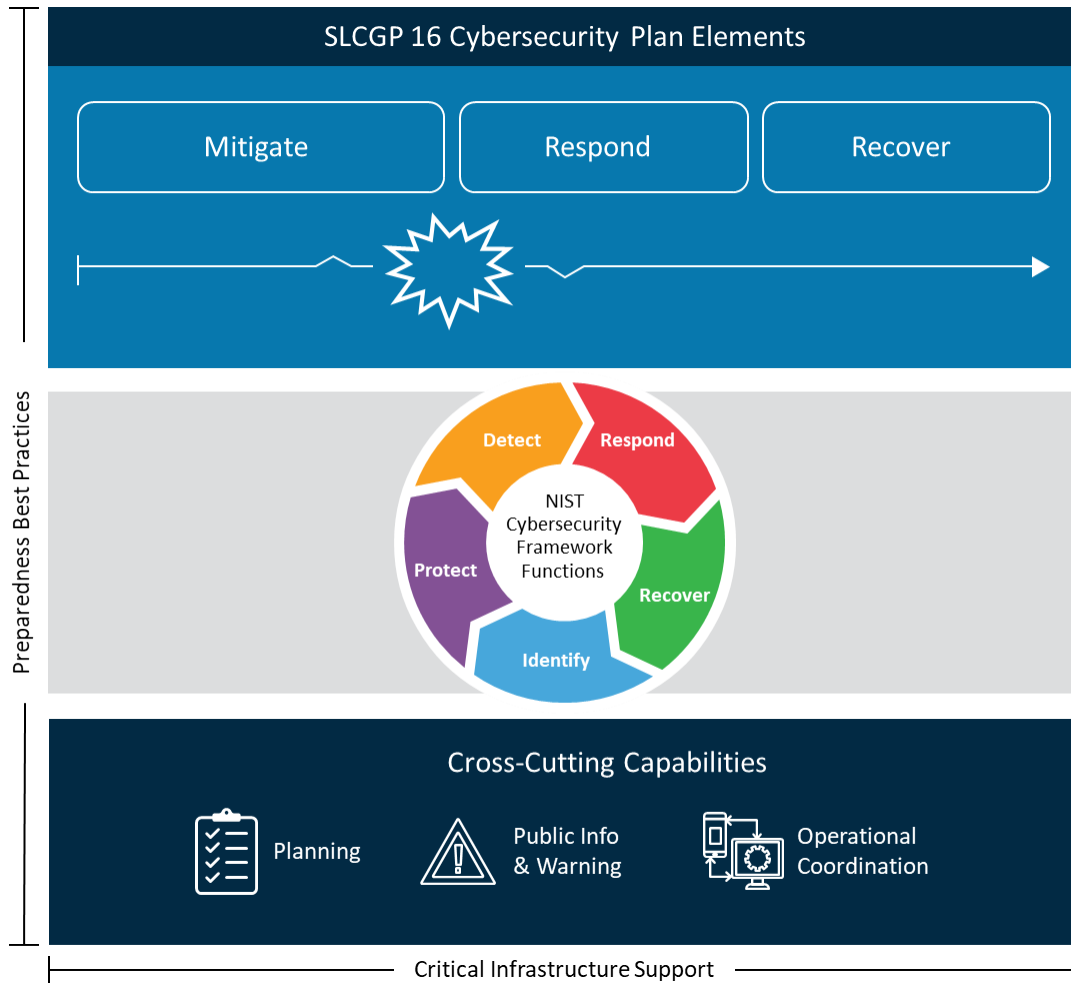 SLCGP 16 Cybersecurity Plan Elements
Mitigate
Respond
Recover
Preparedness Best Practices
Detect
Respond
Protect
NIST
Cybersecurity
Framework
Functions
Recover
Identify
Cross-Cutting Capabilities
Planning
Public Info
& Warning
Operational
Coordination
Critical Infrastructure Support